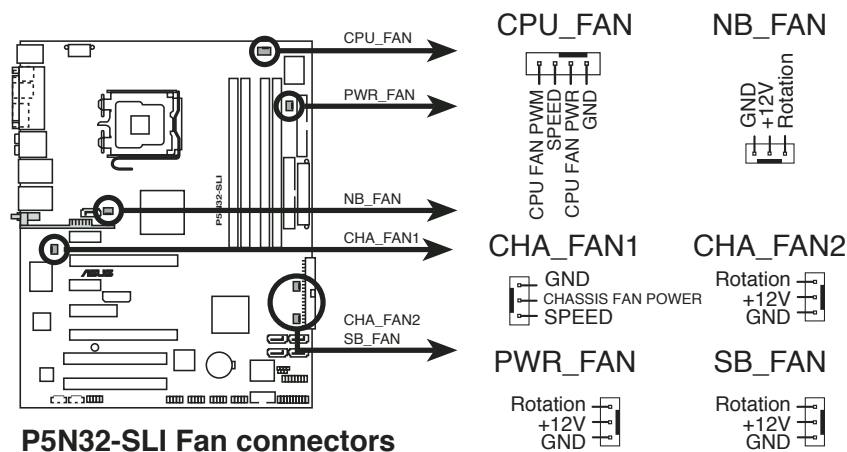 CPU_FAN
PWR_FAN
NB_FAN
CHA_FAN1
CHA_FAN2
SB_FAN
P5N32-SLI
ASUS
CPU_FAN
CPU FAN PWM
SPEED
CPU FAN PWR
GND
NB_FAN
GND
+12V
Rotation
CHA_FAN1
GND
CHASSIS FAN POWER
SPEED
CHA_FAN2
Rotation
+12V
GND
PWR_FAN
Rotation
+12V
GND
SB_FAN
Rotation
+12V
GND
P5N32-SLI Fan connectors